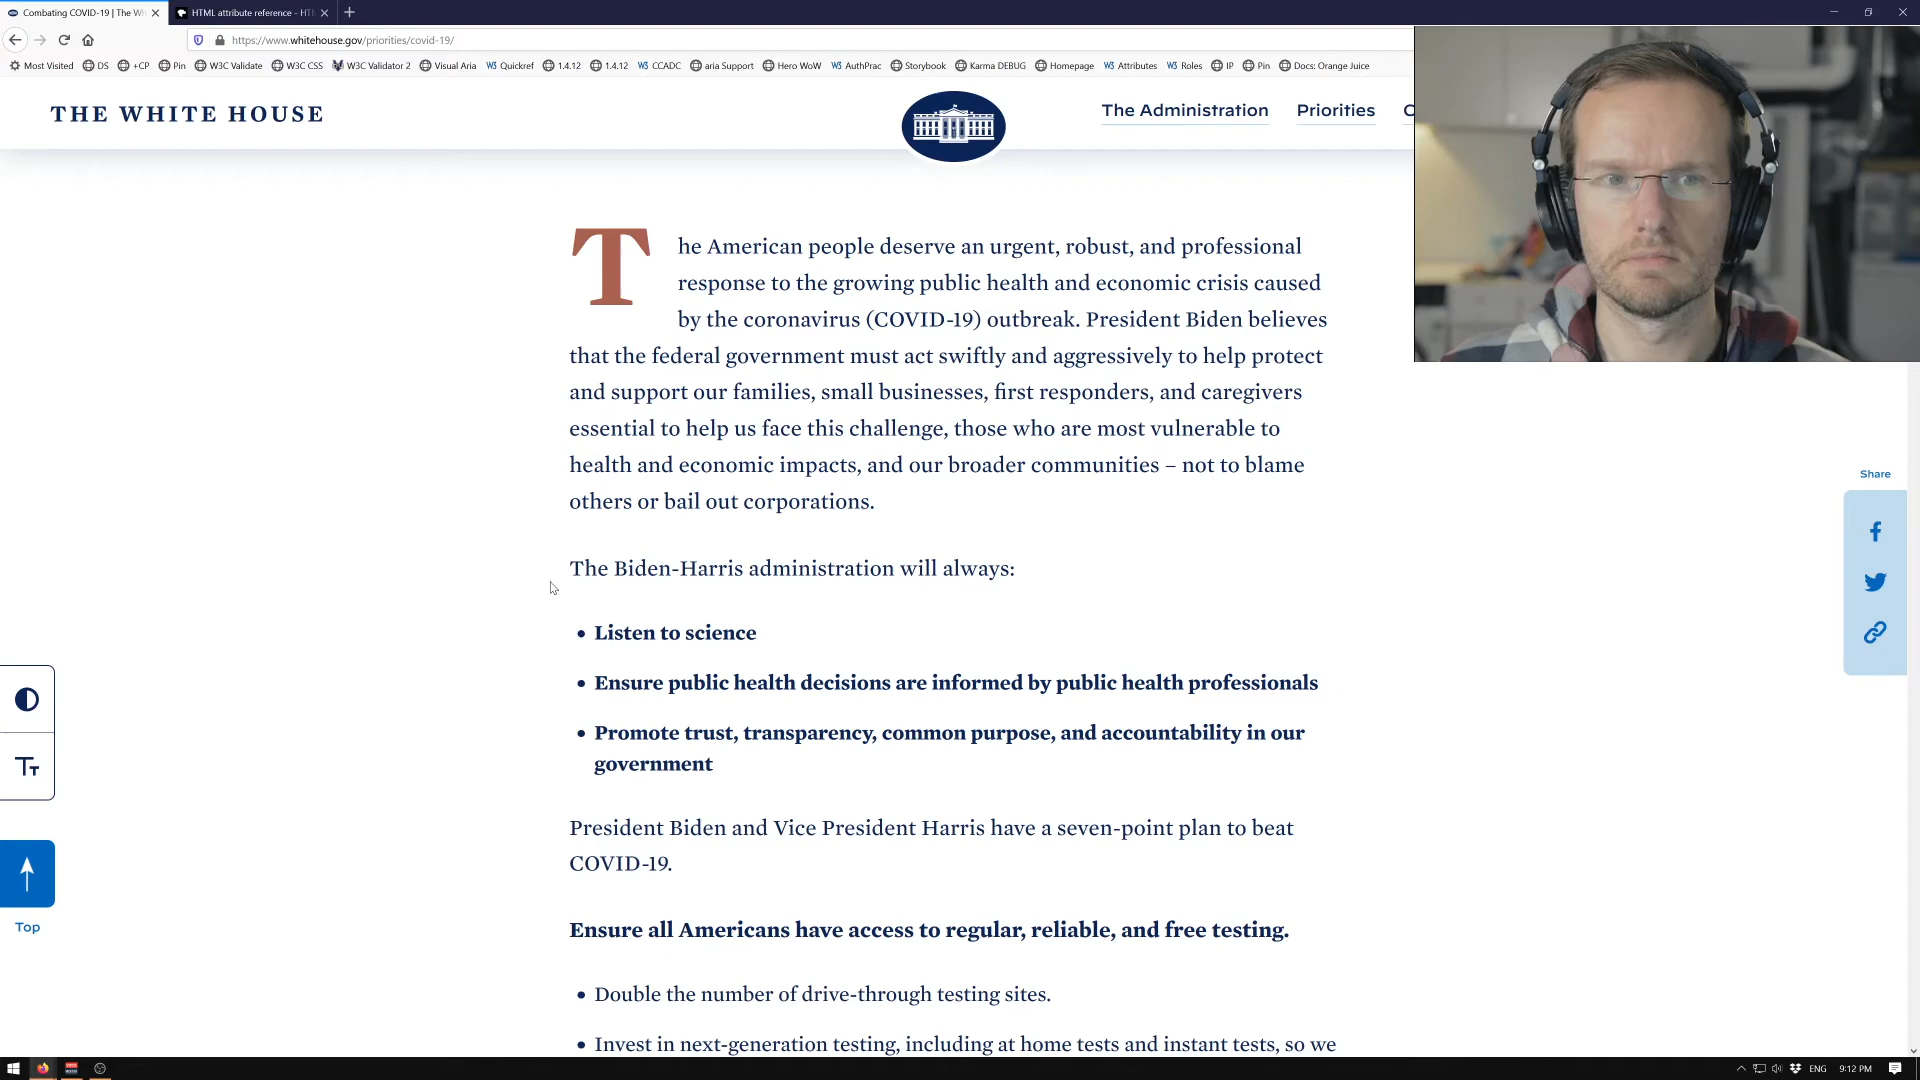 Combating COVID-19 | The Wh
HTML attribute reference - HTM
https://www.whitehouse.gov/priorities/covid-19/
Most Visited DS +CP Pin W3C Validate W3C CSS W3C Validator 2 Visual Aria W3 Quickref 1.4.12 1.4.12 W3 CCADC aria Support Hero WoW W3 AuthPrac Storybook Karma DEBUG Homepage W3 Attributes W3 Roles IP Pin Docs: Orange Juice
THE WHITE HOUSE
The Administration Priorities
The American people deserve an urgent, robust, and professional
response to the growing public health and economic crisis caused
by the coronavirus (COVID-19) outbreak. President Biden believes
that the federal government must act swiftly and aggressively to help protect
and support our families, small businesses, first responders, and caregivers
essential to help us face this challenge, those who are most vulnerable to
health and economic impacts, and our broader communities – not to blame
others or bail out corporations.
Share
The Biden-Harris administration will always:
• Listen to science
• Ensure public health decisions are informed by public health professionals
• Promote trust, transparency, common purpose, and accountability in our
government
President Biden and Vice President Harris have a seven-point plan to beat
COVID-19.
Tт
Top
Ensure all Americans have access to regular, reliable, and free testing.
• Double the number of drive-through testing sites.
• Invest in next-generation testing, including at home tests and instant tests, so we
ENG 9:12 PM